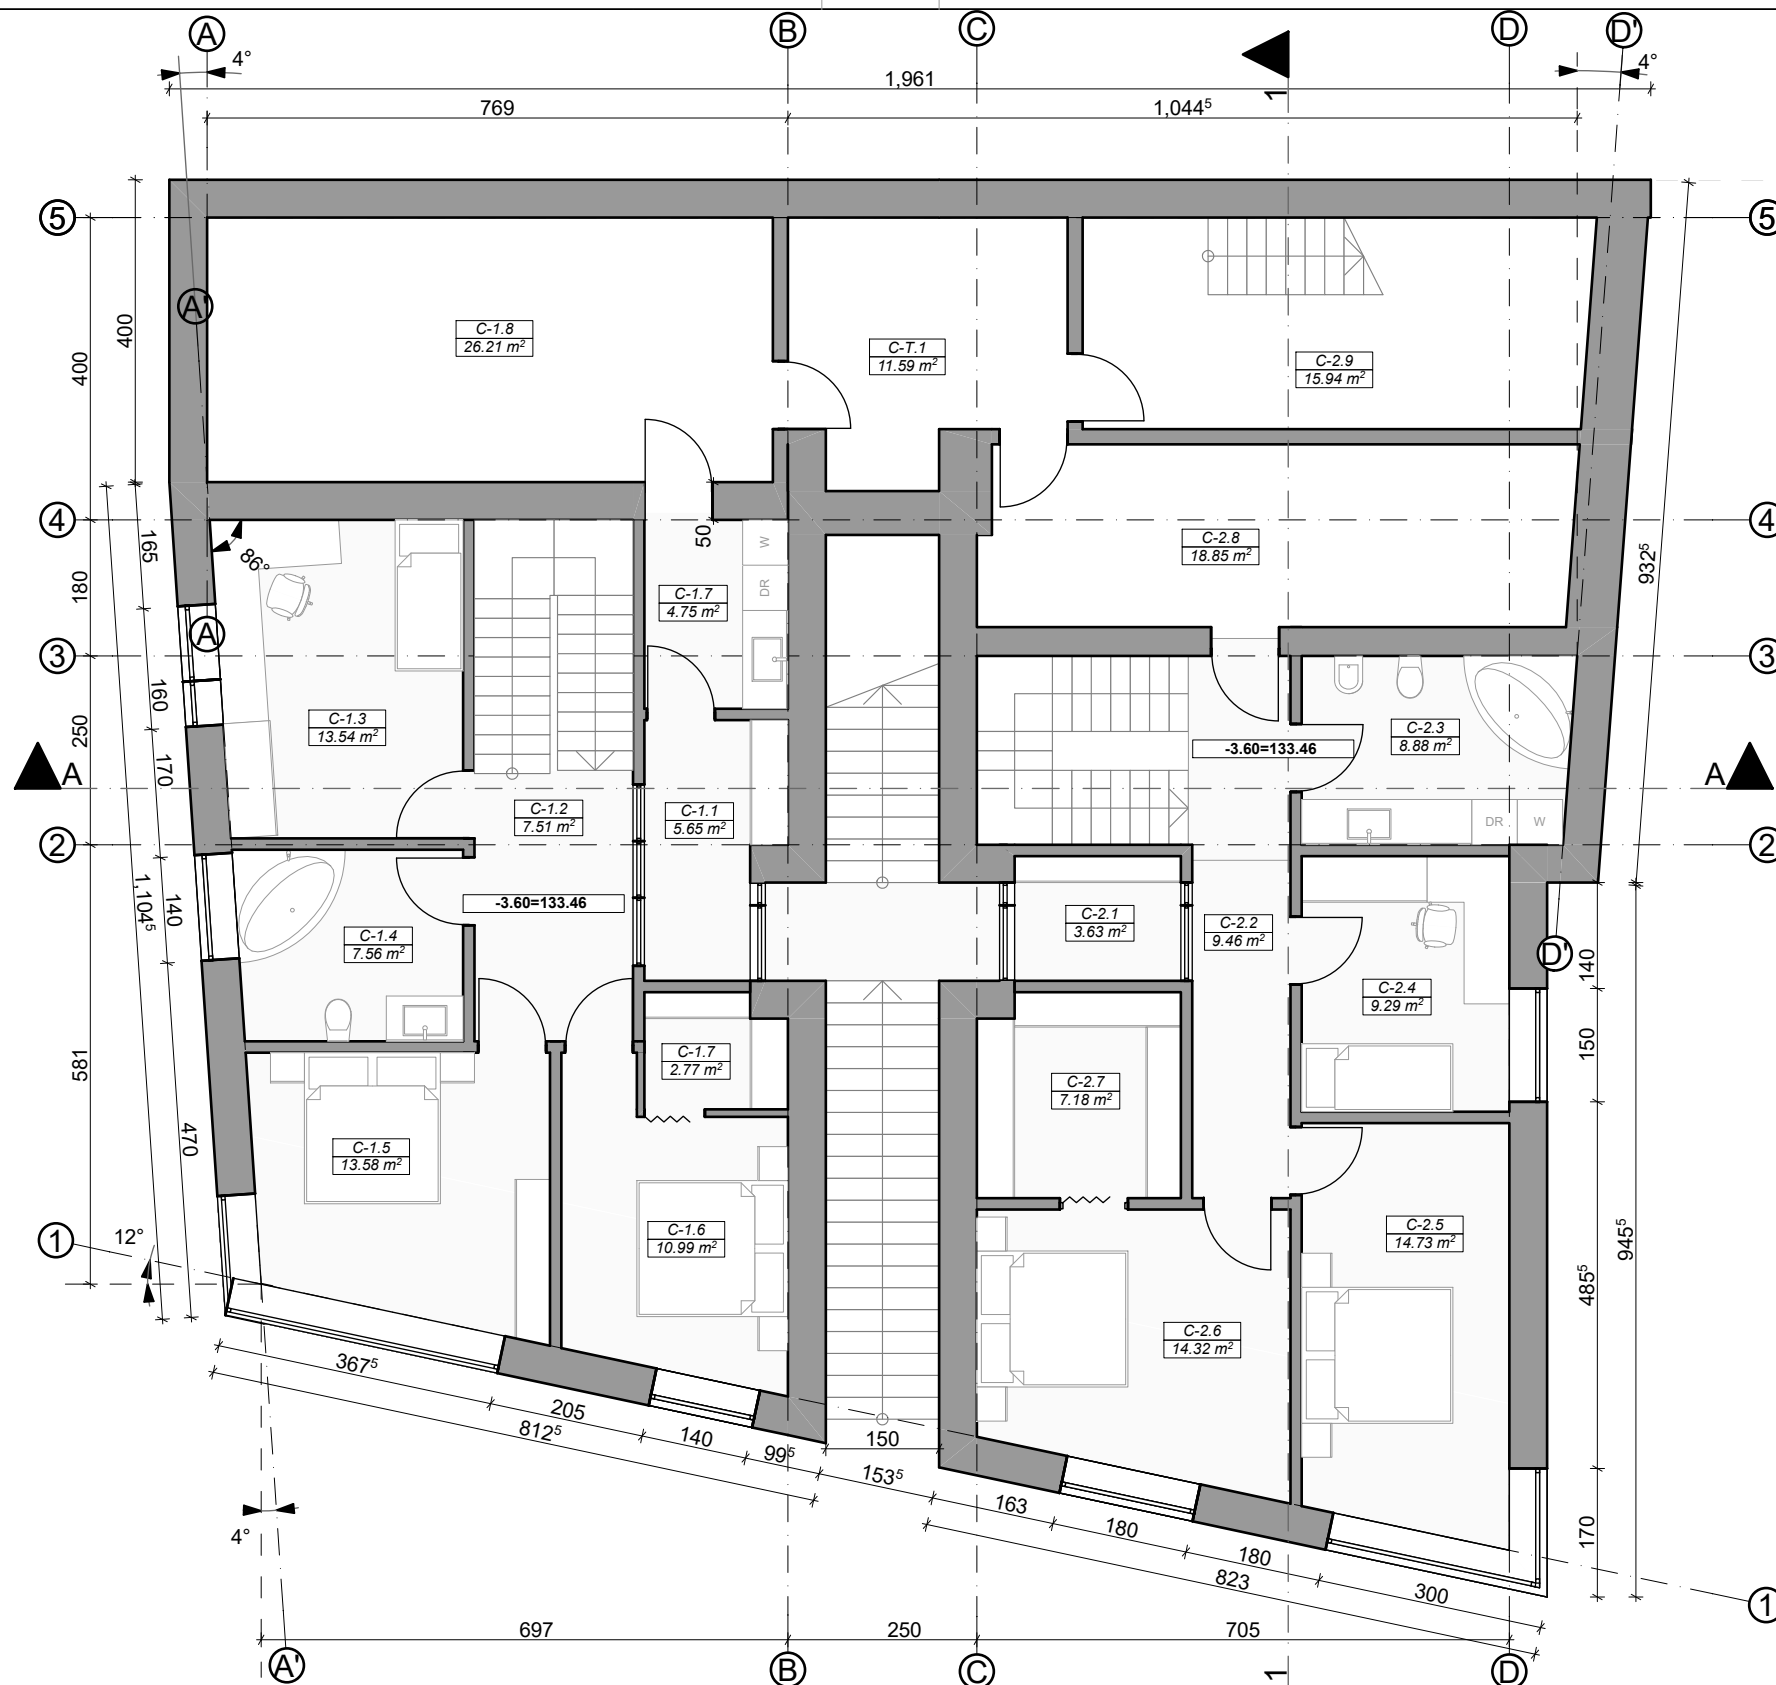 A
B
C
D
D'
4°
1
4°
1,961
769
1,044⁵
5
5
A'
400
400
C-1.8
26.21 m²
C-T.1
11.59 m²
C-2.9
15.94 m²
4
4
165
86°
50
W
DR
C-2.8
18.85 m²
932⁵
180
C-1.7
4.75 m²
A
3
3
160
250
C-1.3
13.54 m²
-3.60=133.46
C-2.3
8.88 m²
170
A
A
C-1.2
7.51 m²
C-1.1
5.65 m²
DR
W
2
2
1,104⁵
140
-3.60=133.46
C-1.4
7.56 m²
C-2.1
3.63 m²
C-2.2
9.46 m²
D'
140
C-2.4
9.29 m²
150
581
C-1.7
2.77 m²
C-2.7
7.18 m²
470
C-1.5
13.58 m²
C-1.6
10.99 m²
C-2.5
14.73 m²
1
12°
945⁵
485⁵
C-2.6
14.32 m²
367⁵
205
812⁵
140
99⁵
150
153⁵
163
180
180
823
300
170
4°
1
697
250
705
A'
B
C
1
D